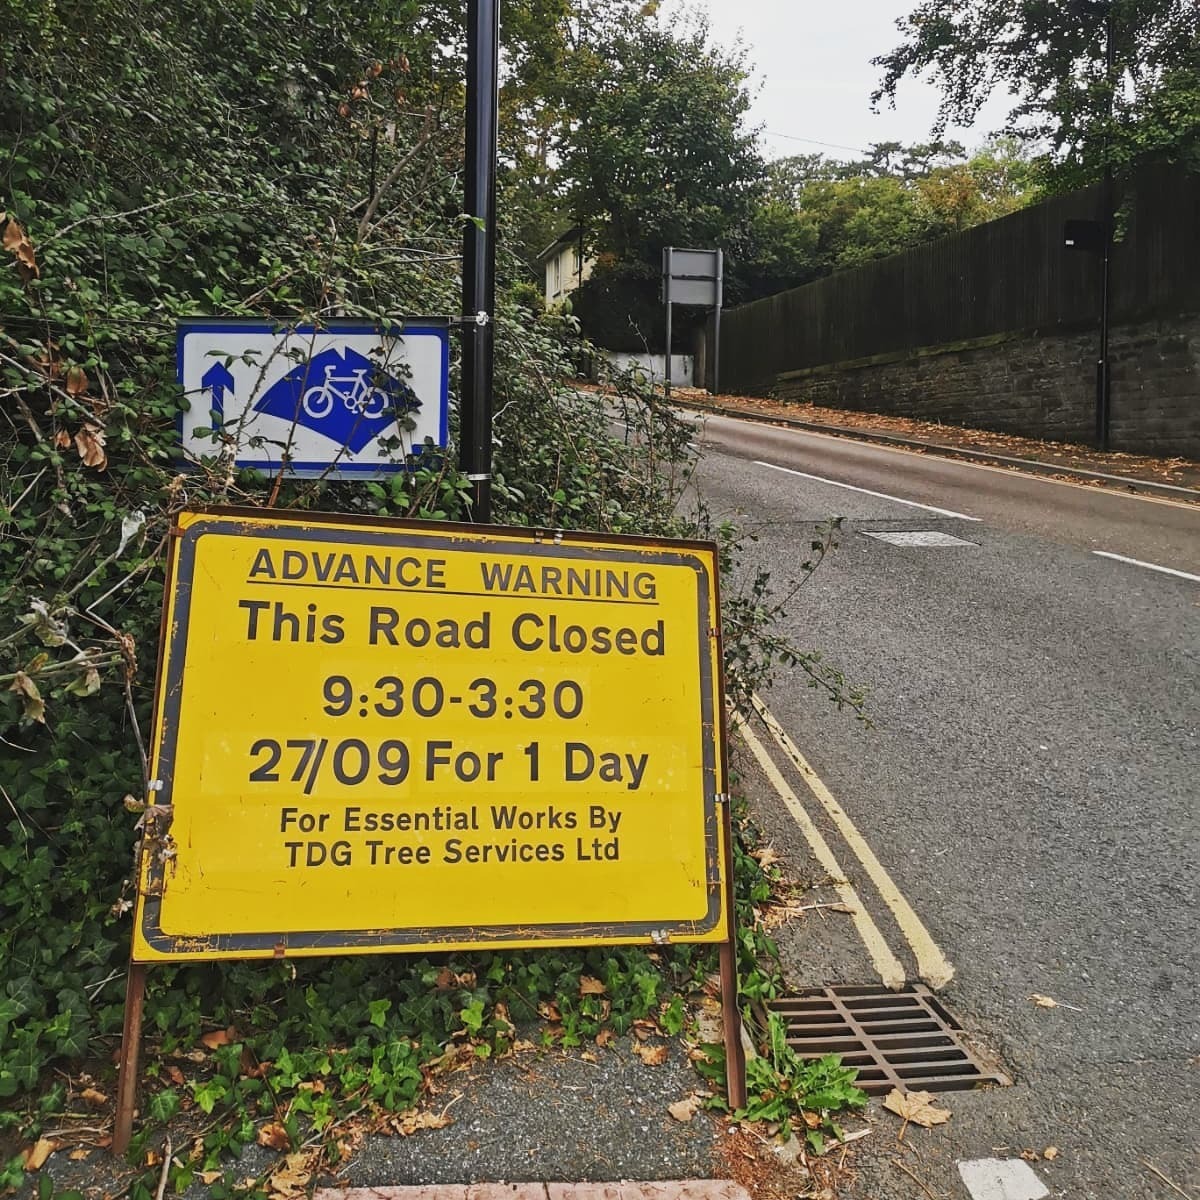 ADVANCE WARNING
This Road Closed
9:30-3:30
27/09 For 1 Day
For Essential Works By
TDG Tree Services Ltd